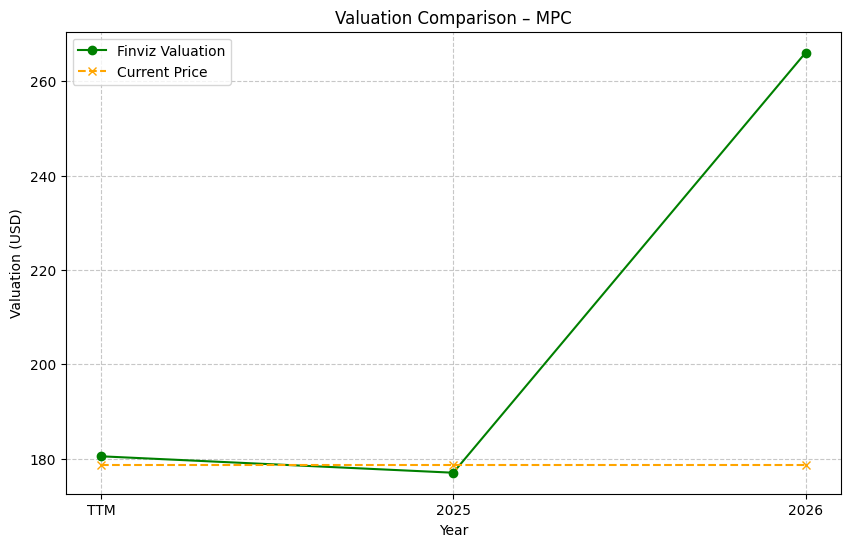 Valuation Comparison – MPC
Finviz Valuation
Current Price
Valuation (USD)
260
240
220
200
180
TTM
2025
2026
Year